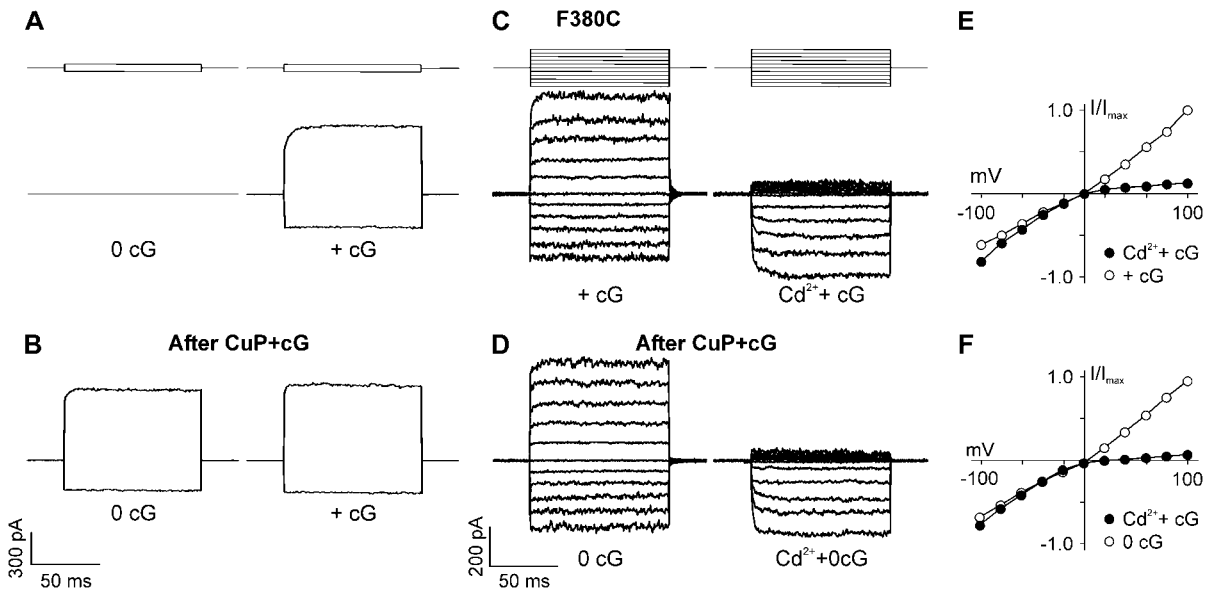 A
0 cG
+ cG
B
After CuP+cG
0 cG
+ cG
300 pA
50 ms
C
F380C
+ cG
Cd²⁺+ cG
D
After CuP+cG
0 cG
Cd²⁺+0cG
200 pA
50 ms
E
1.0
I/Imax
mV
-100
100
-1.0
Cd²⁺+ cG
+ cG
F
1.0
I/Imax
mV
-100
100
-1.0
Cd²⁺+ cG
0 cG